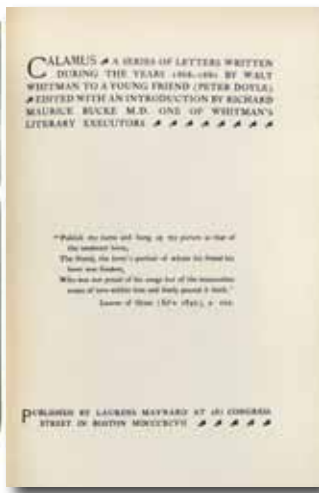 CALAMUS A SERIES OF LETTERS WRITTEN
DURING THE YEARS 1868-1880 BY WALT
WHITMAN TO A YOUNG FRIEND (PETER DOYLE)
EDITED WITH AN INTRODUCTION BY RICHARD
MAURICE BUCKE M.D. ONE OF WHITMAN'S
LITERARY EXECUTORS
"Publish my name and hang up my picture as that of
the tenderest lover,
The friend, the lover's portrait, of whom his friend his
lover was fondest,
Who was not proud of his songs but of the measureless
ocean of love within him and freely poured it forth."
Leaves of Grass
PUBLISHED BY LAURENS MAYNARD AT 287 CONGRESS
STREET IN BOSTON MDCCCXCVII